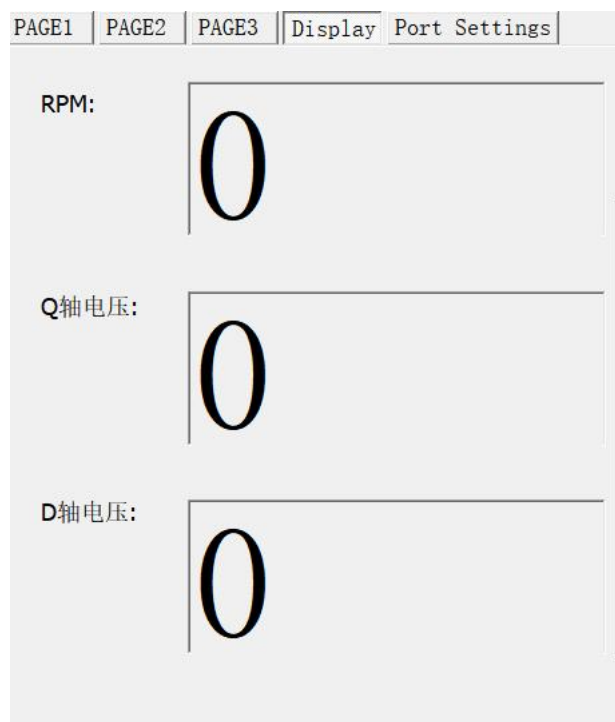 PAGE1 PAGE2 PAGE3 Display Port Settings
RPM: 0
Q轴电压: 0
D轴电压: 0